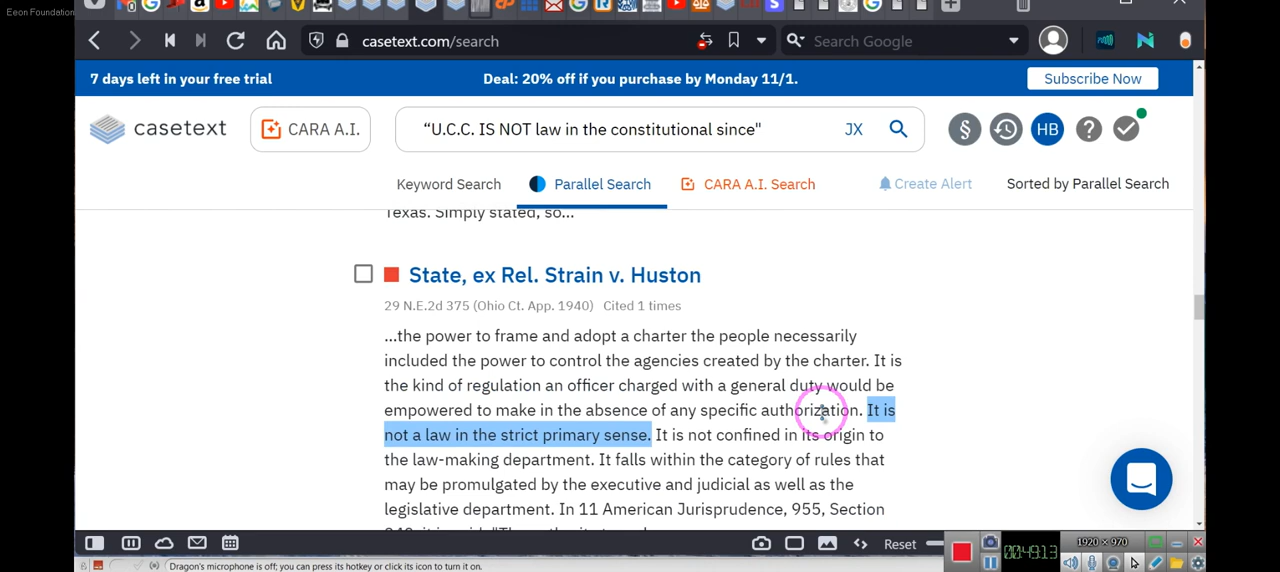 Eeon Foundation
casetext.com/search
Search Google
7 days left in your free trial
Deal: 20% off if you purchase by Monday 11/1.
Subscribe Now
casetext
CARA A.I.
“U.C.C. IS NOT law in the constitutional since"
JX
§
HB
Keyword Search
Parallel Search
CARA A.I. Search
Create Alert
Sorted by Parallel Search
Texas. Simply stated, so...
State, ex Rel. Strain v. Huston
29 N.E.2d 375 (Ohio Ct. App. 1940) Cited 1 times
...the power to frame and adopt a charter the people necessarily
included the power to control the agencies created by the charter. It is
the kind of regulation an officer charged with a general duty would be
empowered to make in the absence of any specific authorization. It is
not a law in the strict primary sense. It is not confined in its origin to
the law-making department. It falls within the category of rules that
may be promulgated by the executive and judicial as well as the
legislative department. In 11 American Jurisprudence, 955, Section
Reset
1920 × 970
00:49:13
Dragon's microphone is off; you can press its hotkey or click its icon to turn it on.